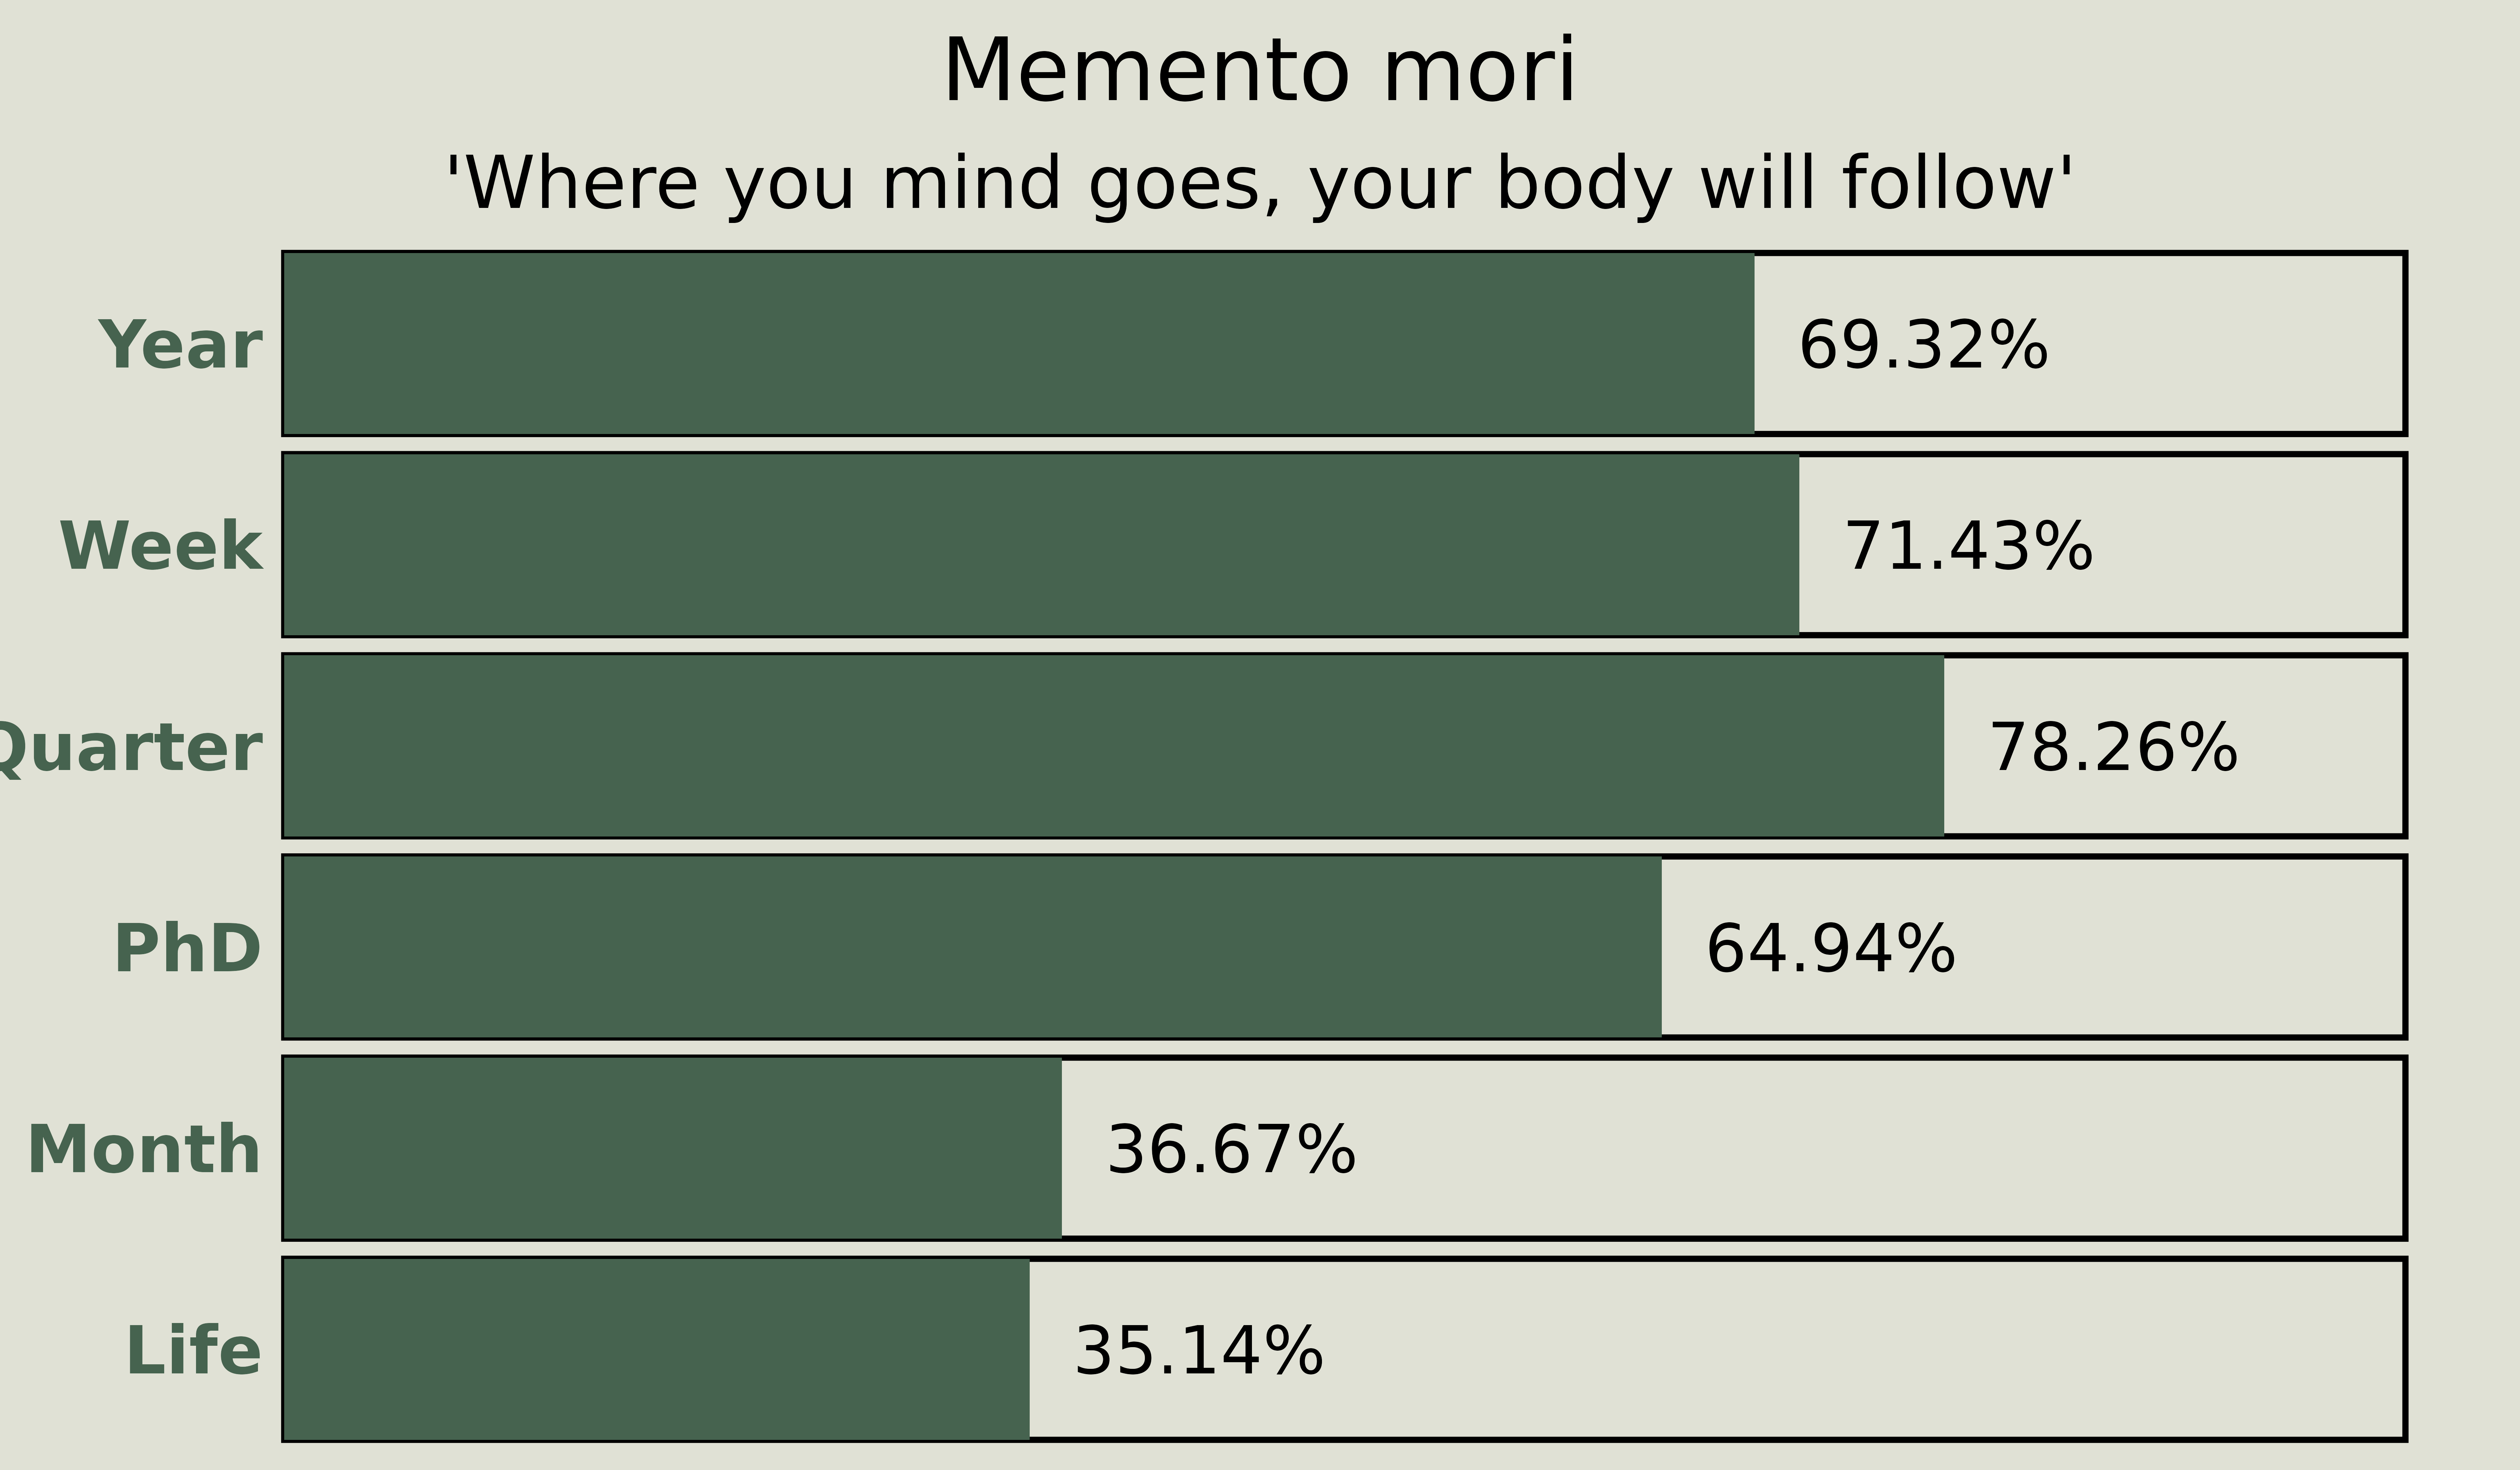 Memento mori
'Where you mind goes, your body will follow'
Year 69.32%
Week 71.43%
Quarter 78.26%
PhD 64.94%
Month 36.67%
Life 35.14%